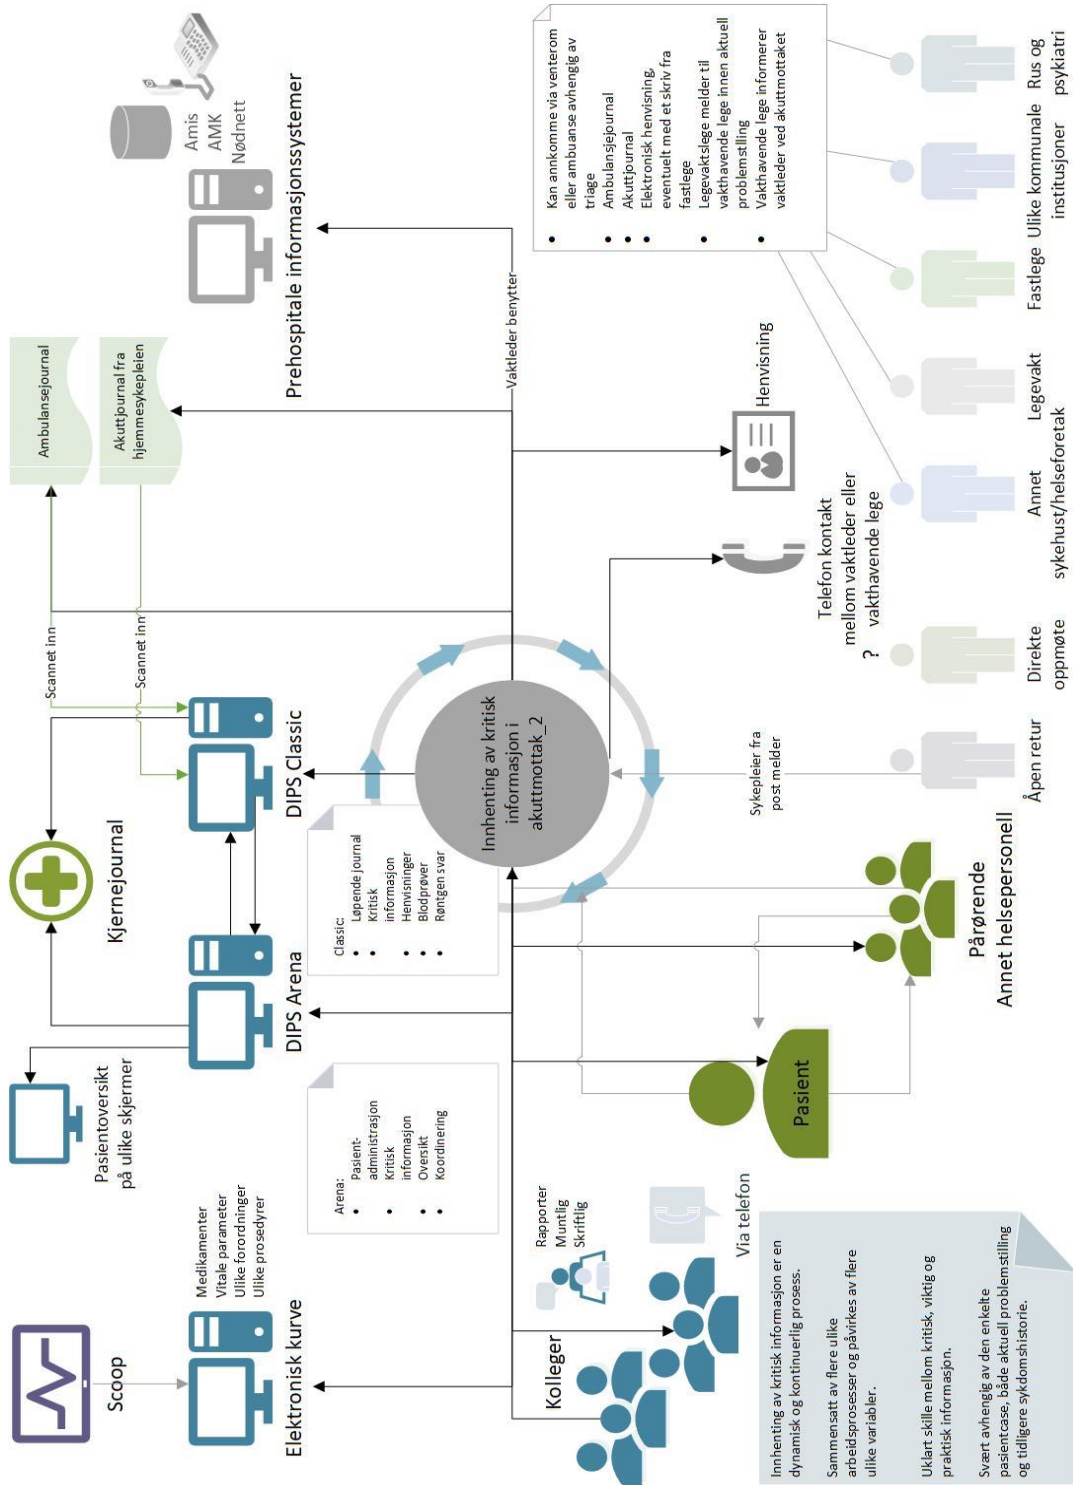 Scoop
Medikamenter
Vitale parameter
Ulike forordninger
Ulike prosedyrer
Elektronisk kurve
Pasientoversikt
på ulike skjermer
DIPS Arena
Kjernejournal
DIPS Classic
Scannet inn
Scannet inn
Ambulansejournal
Akuttjournal fra
hjemmesykepleien
Amis
AMK
Nødnett
Prehospitale informasjonssystemer
Vaktleder benytter
Arena:
• Pasient-
administrasjon
• Kritisk
informasjon
• Oversikt
• Koordinering
Classic:
• Løpende journal
• Kritisk
informasjon
• Henvisninger
• Blodprøver
• Røntgen svar
Innhenting av kritisk
informasjon i
akuttmottak_2
• Kan annkomme via venterom
eller ambuanse avhengig av
triage
• Ambulansjejournal
• Akuttjournal
• Elektronisk henvisning,
eventuelt med et skriv fra
fastlege
• Legevaktslege melder til
vakthavende lege innen aktuell
problemstlling
• Vakthavende lege informerer
vaktleder ved akuttmottaket
Kolleger
Rapporter
Muntlig
Skriftlig
Via telefon
Pasient
Pårørende
Annet helsepersonell
Sykepleier fra
post melder
Telefon kontakt
mellom vaktleder eller
vakthavende lege
?
Henvisning
Innhenting av kritisk informasjon er en
dynamisk og kontinuerlig prosess.
Sammensatt av flere ulike
arbeidsprosesser og påvirkes av flere
ulike variabler.
Uklart skille mellom kritisk, viktig og
praktisk informasjon.
Svært avhengig av den enkelte
pasientcase, både aktuell problemstilling
og tidligere sykdomshistorie.
Åpen retur
Direkte
oppmøte
Annet
sykehust/helseforetak
Legevakt
Fastlege
Ulike kommunale
institusjoner
Rus og
psykiatri